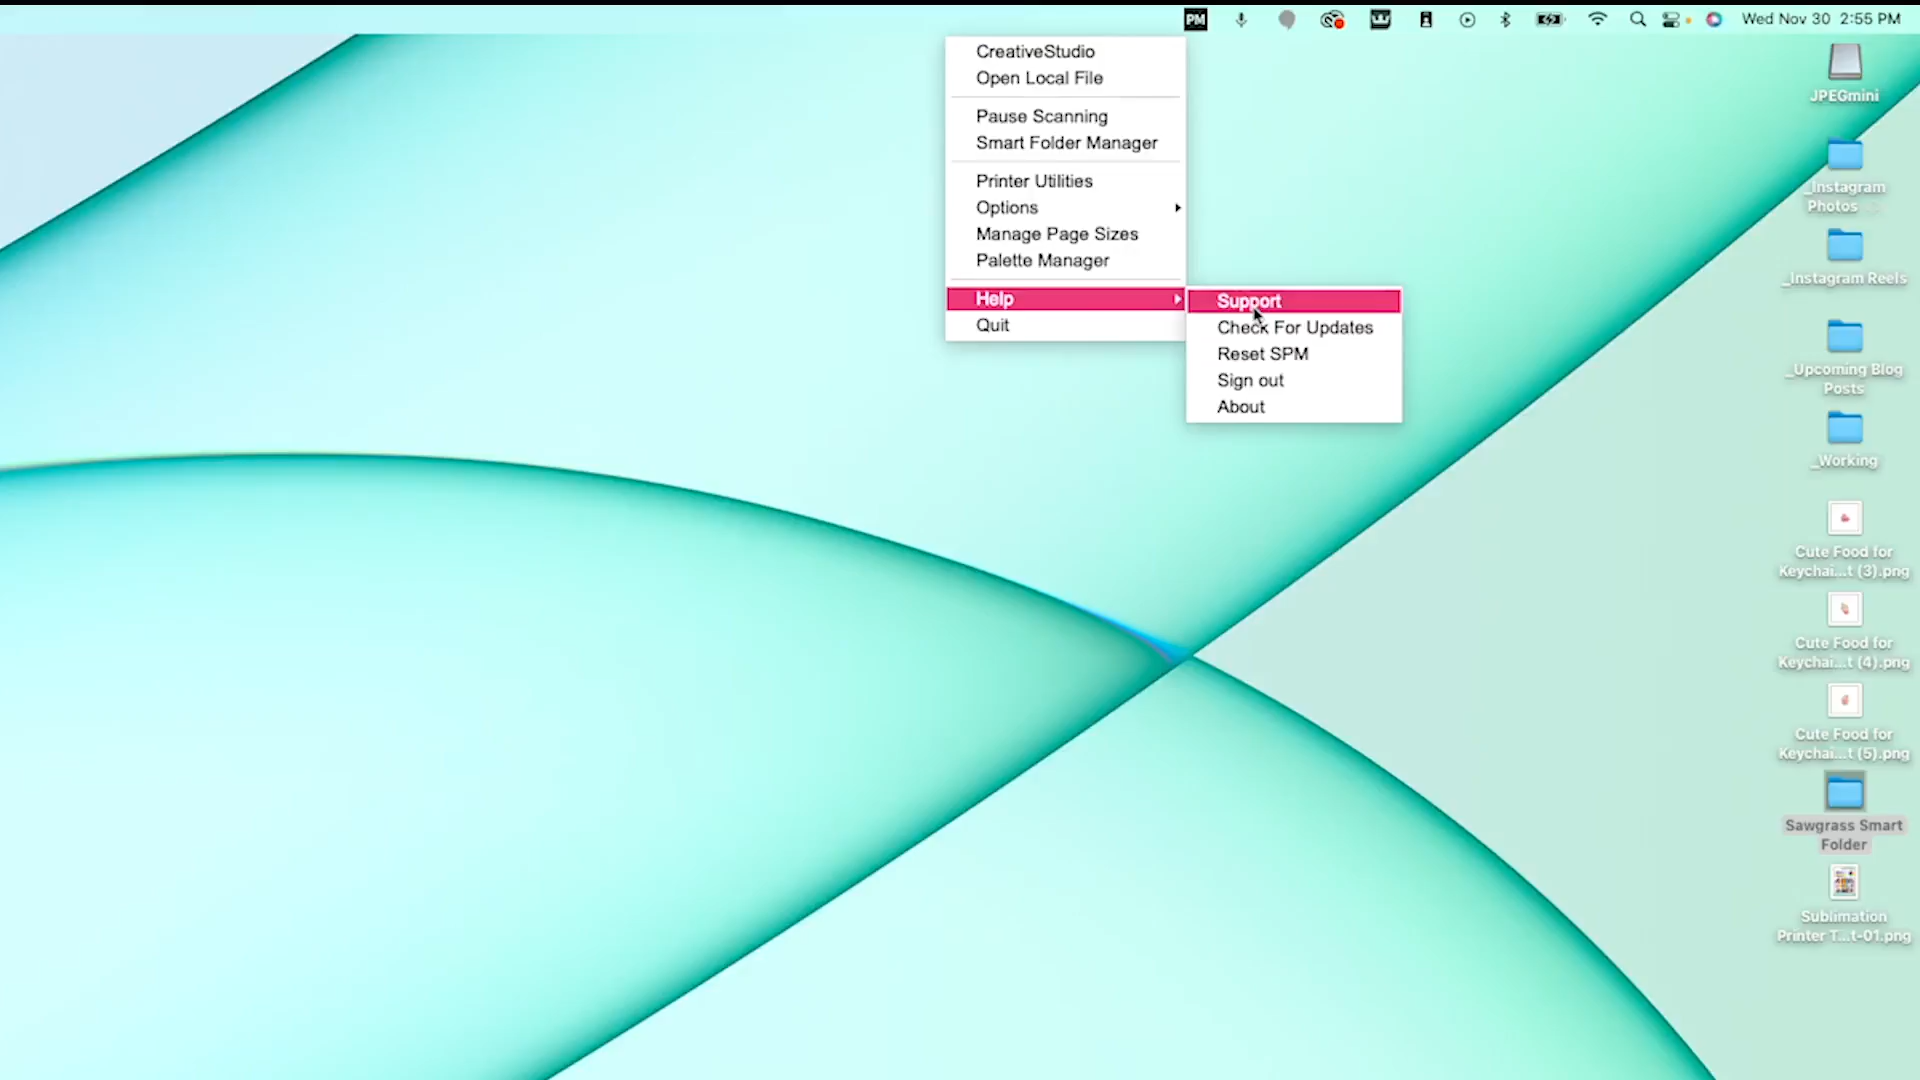 PM
Wed Nov 30 2:55 PM
CreativeStudio
Open Local File
Pause Scanning
Smart Folder Manager
Printer Utilities
Options
Manage Page Sizes
Palette Manager
Help
Quit
Support
Check For Updates
Reset SPM
Sign out
About
JPEGmini
_Instagram
Photos
_Instagram Reels
_Upcoming Blog
Posts
_Working
Cute Food for
Keychai...t (3).png
Cute Food for
Keychai...t (4).png
Cute Food for
Keychai...t (5).png
Sawgrass Smart
Folder
Sublimation
Printer T...t-01.png